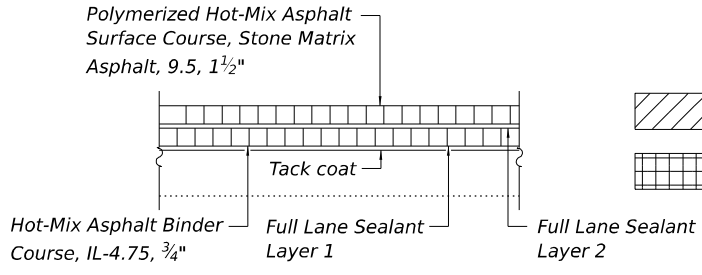 Polymerized Hot-Mix Asphalt
Surface Course, Stone Matrix
Asphalt, 9.5, 1½"
Tack coat
Hot-Mix Asphalt Binder
Course, IL-4.75, ¾"
Full Lane Sealant
Layer 1
Full Lane Sealant
Layer 2